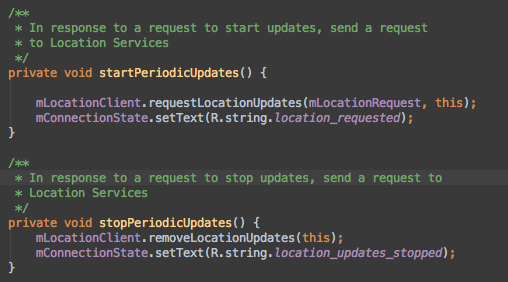 /**
 * In response to a request to start updates, send a request
 * to Location Services
 */
private void startPeriodicUpdates() {
    mLocationClient.requestLocationUpdates(mLocationRequest, this);
    mConnectionState.setText(R.string.location_requested);
}
/**
 * In response to a request to stop updates, send a request to
 * Location Services
 */
private void stopPeriodicUpdates() {
    mLocationClient.removeLocationUpdates(this);
    mConnectionState.setText(R.string.location_updates_stopped);
}